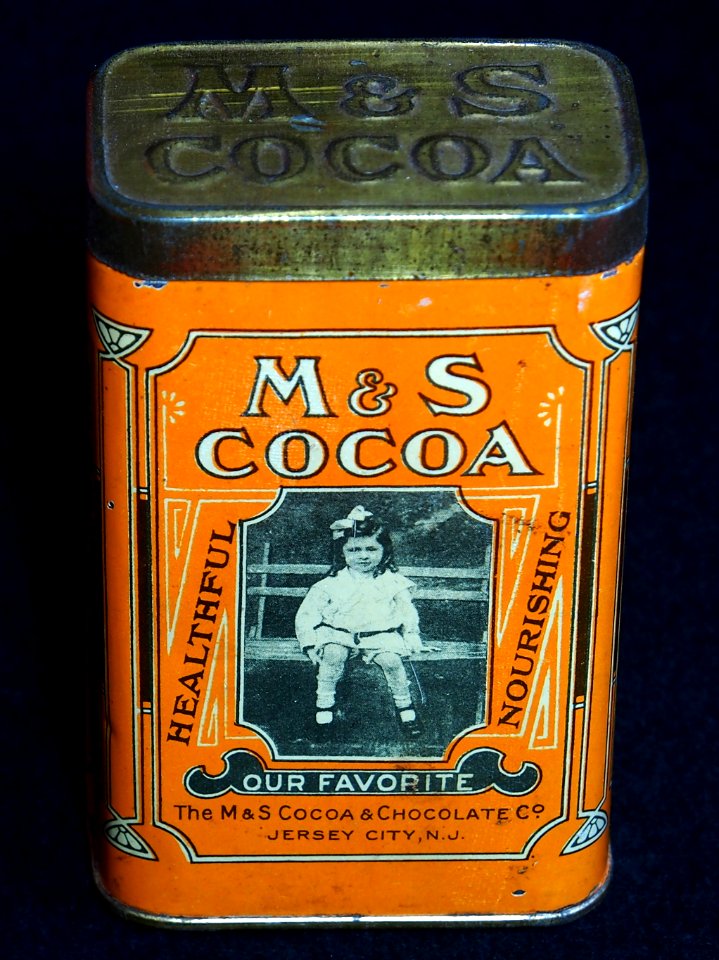 M & S
COCOA
M & S
COCOA
HEALTHFUL
NOURISHING
OUR FAVORITE
The M & S COCOA & CHOCOLATE Co
JERSEY CITY, N.J.